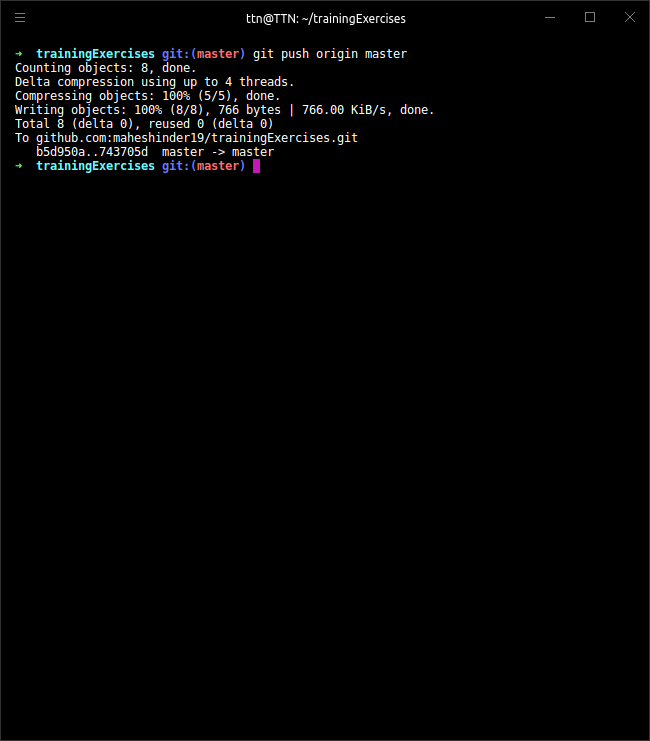 ttn@TTN: ~/trainingExercises
➜  trainingExercises git:(master) git push origin master
Counting objects: 8, done.
Delta compression using up to 4 threads.
Compressing objects: 100% (5/5), done.
Writing objects: 100% (8/8), 766 bytes | 766.00 KiB/s, done.
Total 8 (delta 0), reused 0 (delta 0)
To github.com:maheshinder19/trainingExercises.git
   b5d950a..743705d  master -> master
➜  trainingExercises git:(master)